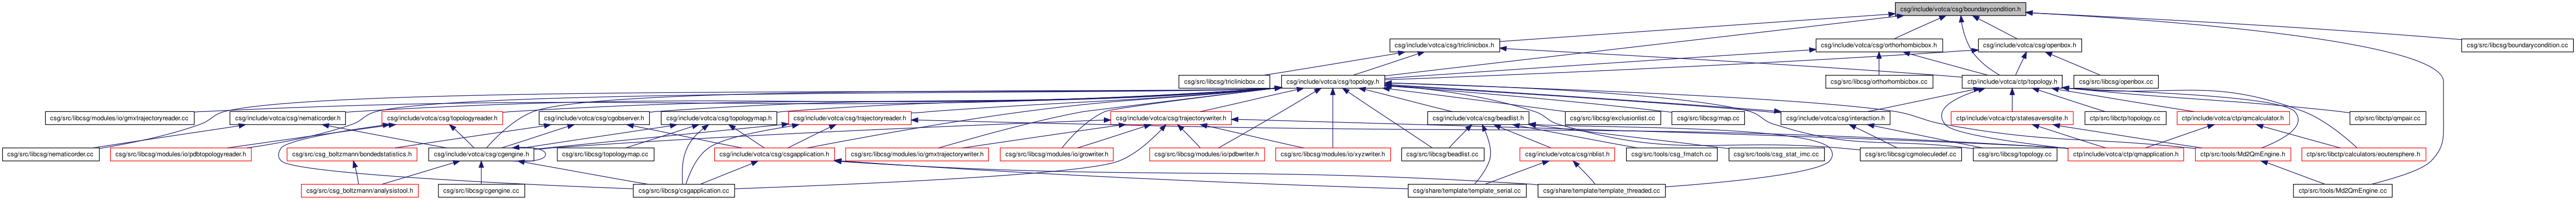 csg/include/votca/csg/boundarycondition.h
csg/include/votca/csg/triclinicbox.h
csg/include/votca/csg/orthorhombicbox.h
csg/include/votca/csg/openbox.h
csg/src/libcsg/boundarycondition.cc
csg/src/libcsg/triclinicbox.cc
csg/include/votca/csg/topology.h
csg/src/libcsg/orthorhombicbox.cc
ctp/include/votca/ctp/topology.h
csg/src/libcsg/openbox.cc
csg/src/libcsg/modules/io/gmxtrajectoryreader.cc
csg/include/votca/csg/nematicorder.h
csg/include/votca/csg/topologyreader.h
csg/include/votca/csg/cgobserver.h
csg/include/votca/csg/topologymap.h
csg/include/votca/csg/trajectoryreader.h
csg/include/votca/csg/trajectorywriter.h
csg/include/votca/csg/beadlist.h
csg/src/libcsg/exclusionlist.cc
csg/src/libcsg/map.cc
csg/include/votca/csg/interaction.h
ctp/include/votca/ctp/statesaversqlite.h
ctp/src/libctp/topology.cc
ctp/include/votca/ctp/qmcalculator.h
ctp/src/libctp/qmpair.cc
csg/src/libcsg/nematicorder.cc
csg/src/libcsg/modules/io/pdbtopologyreader.h
csg/src/csg_boltzmann/bondedstatistics.h
csg/include/votca/csg/cgengine.h
csg/src/libcsg/topologymap.cc
csg/include/votca/csg/csgapplication.h
csg/src/libcsg/modules/io/gmxtrajectorywriter.h
csg/src/libcsg/modules/io/growriter.h
csg/src/libcsg/modules/io/pdbwriter.h
csg/src/libcsg/modules/io/xyzwriter.h
csg/src/libcsg/beadlist.cc
csg/include/votca/csg/nblist.h
csg/src/tools/csg_fmatch.cc
csg/src/tools/csg_stat_imc.cc
csg/src/libcsg/cgmoleculedef.cc
csg/src/libcsg/topology.cc
ctp/include/votca/ctp/qmapplication.h
ctp/src/tools/Md2QmEngine.h
ctp/src/libctp/calculators/eoutersphere.h
csg/src/csg_boltzmann/analysistool.h
csg/src/libcsg/cgengine.cc
csg/src/libcsg/csgapplication.cc
csg/share/template/template_serial.cc
csg/share/template/template_threaded.cc
ctp/src/tools/Md2QmEngine.cc